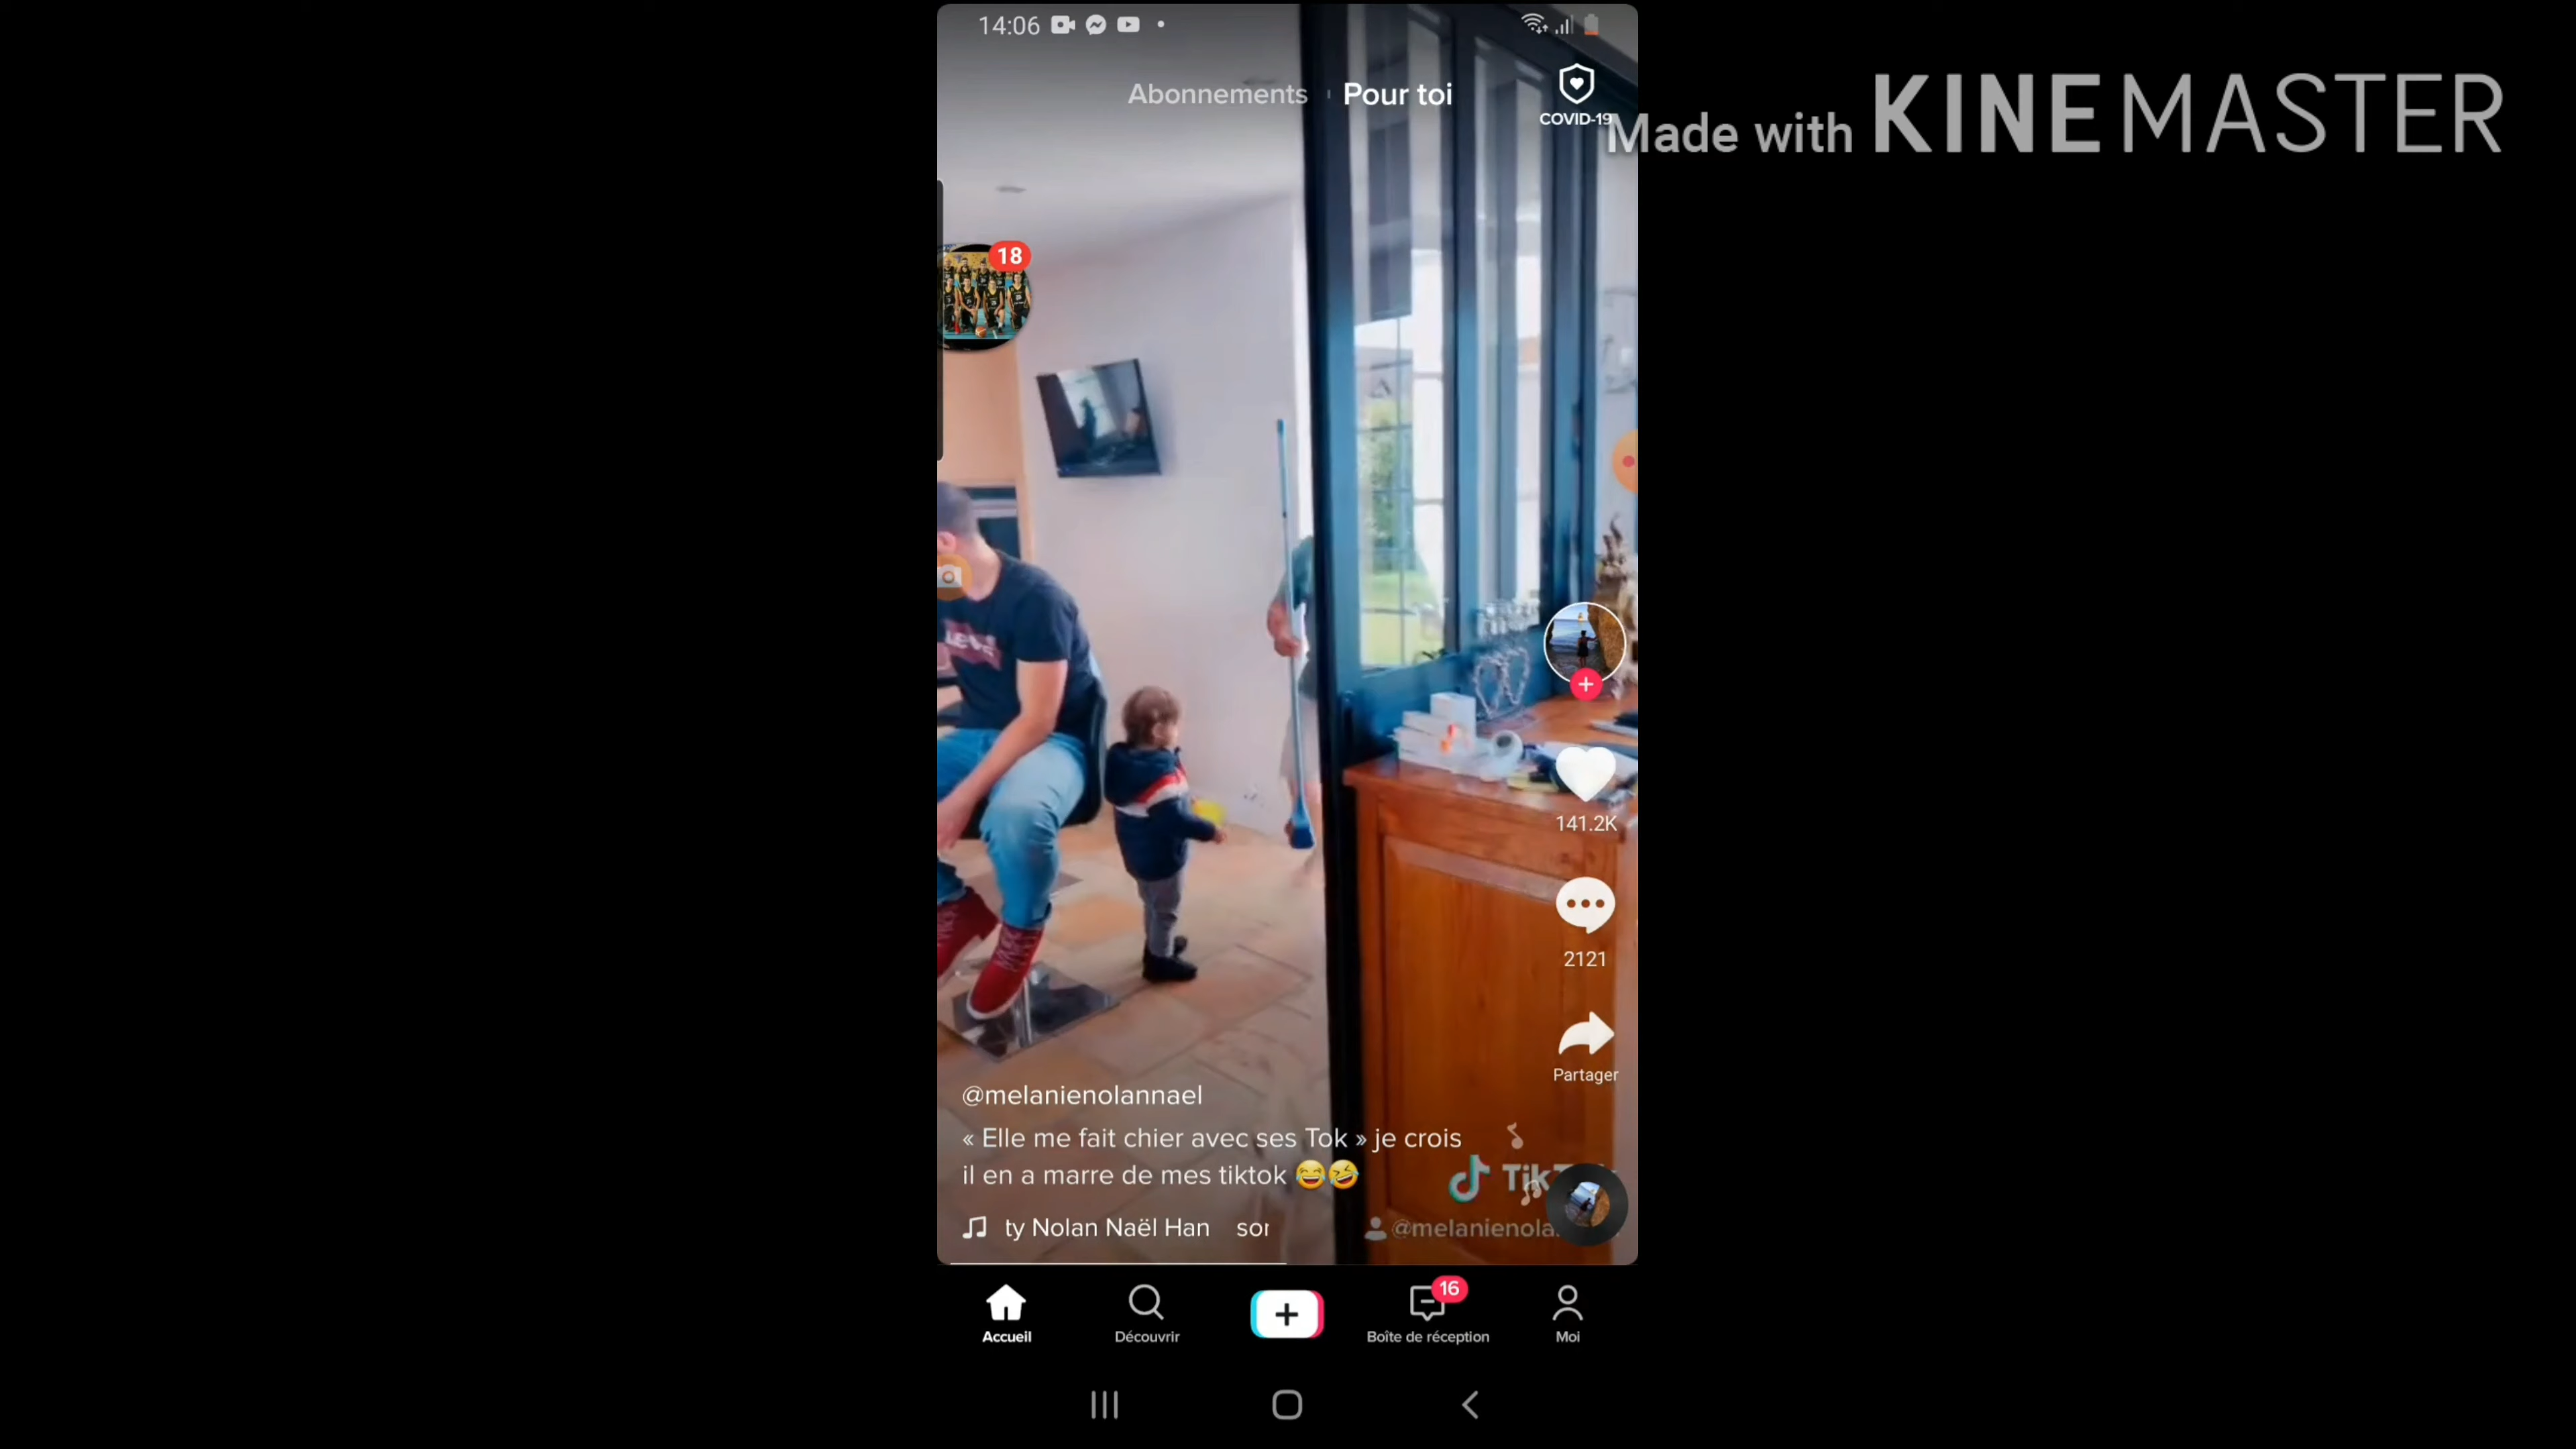 14:06
Abonnements
Pour toi
COVID-19
Made with KINEMASTER
18
141.2K
2121
Partager
@melanienolannael
« Elle me fait chier avec ses Tok » je crois
il en a marre de mes tiktok 😂🤣
ty Nolan Naël Han sor
@melanienola
16
Accueil
Découvrir
Boîte de réception
Moi